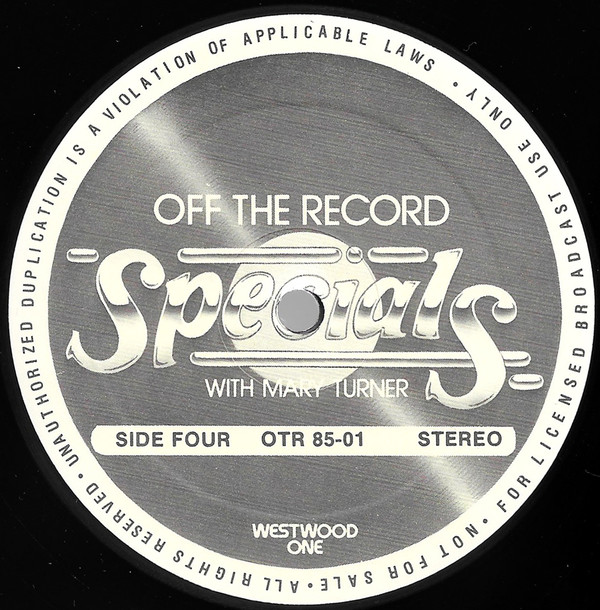 OFF THE RECORD
Specials
WITH MARY TURNER
SIDE FOUR OTR 85-01 STEREO
WESTWOOD
ONE
UNAUTHORIZED DUPLICATION IS A VIOLATION OF APPLICABLE LAWS • FOR LICENSED BROADCAST USE ONLY • NOT FOR SALE • ALL RIGHTS RESERVED •